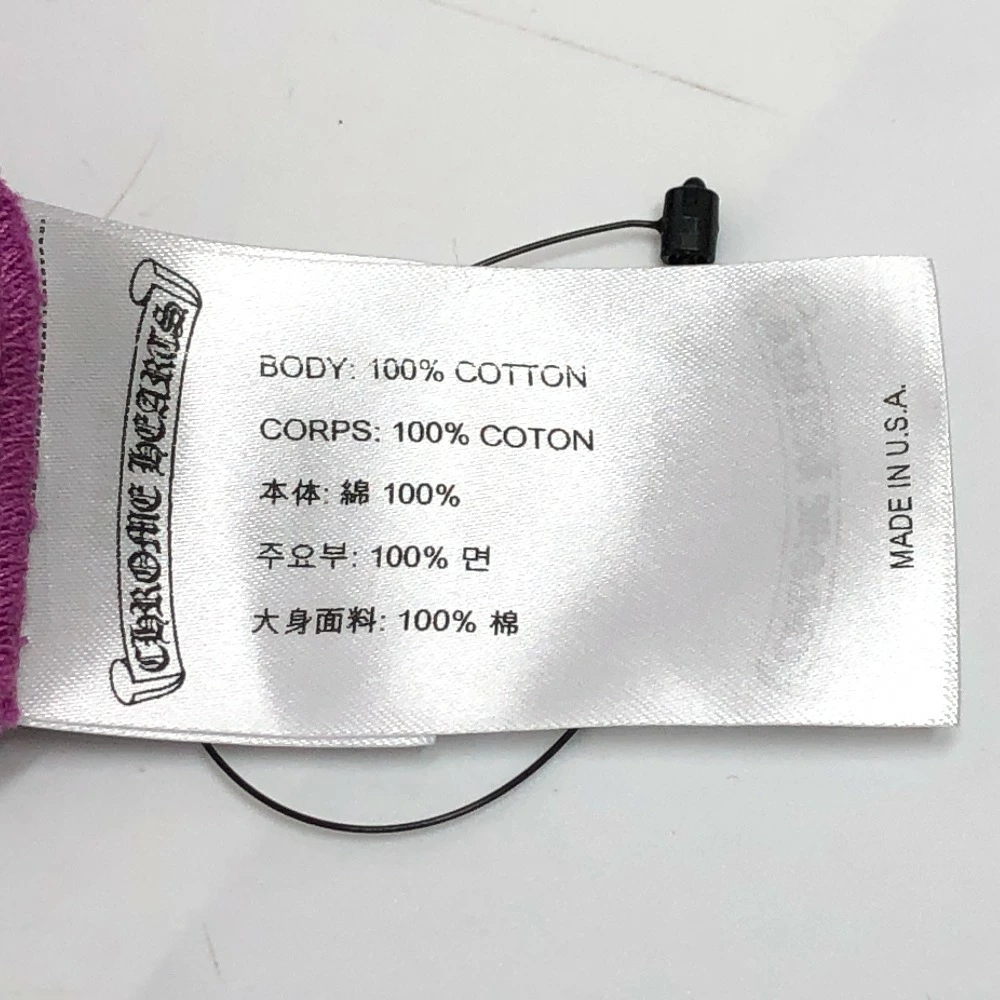 CHROME HEARTS
BODY: 100% COTTON
CORPS: 100% COTON
本体: 綿 100%
주요부: 100% 면
大身面料: 100% 棉
MADE IN U.S.A.